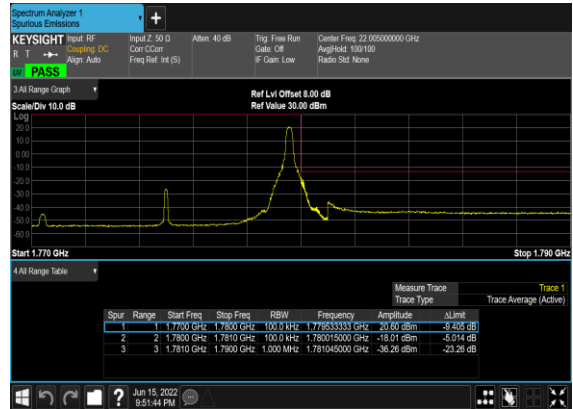 Spectrum Analyzer 1
Spurious Emissions
KEYSIGHT Input: RF Input Z: 50 Ω Atten: 40 dB Trig: Free Run Center Freq: 22.005000000 GHz
R T Coupling: DC Corr CCorr Gate: Off Avg|Hold: 100/100
Align: Auto Freq Ref: Int (S) IF Gain: Low Radio Std: None
PASS
3 All Range Graph
Ref Lvl Offset 8.00 dB
Scale/Div 10.0 dB Ref Value 30.00 dBm
Log
20.0
10.0
0.00
-10.0
-20.0
-30.0
-40.0
-50.0
-60.0
Start 1.770 GHz Stop 1.790 GHz
4 All Range Table
Measure Trace Trace 1
Trace Type Trace Average (Active)
Spur Range Start Freq Stop Freq RBW Frequency Amplitude ΔLimit
1 1 1.7700 GHz 1.7800 GHz 100.0 kHz 1.779533333 GHz 20.60 dBm -9.405 dB
2 2 1.7800 GHz 1.7810 GHz 100.0 kHz 1.780015000 GHz -18.01 dBm -5.014 dB
3 3 1.7810 GHz 1.7900 GHz 1.000 MHz 1.781045000 GHz -36.26 dBm -23.26 dB
? Jun 15, 2022
9:51:44 PM